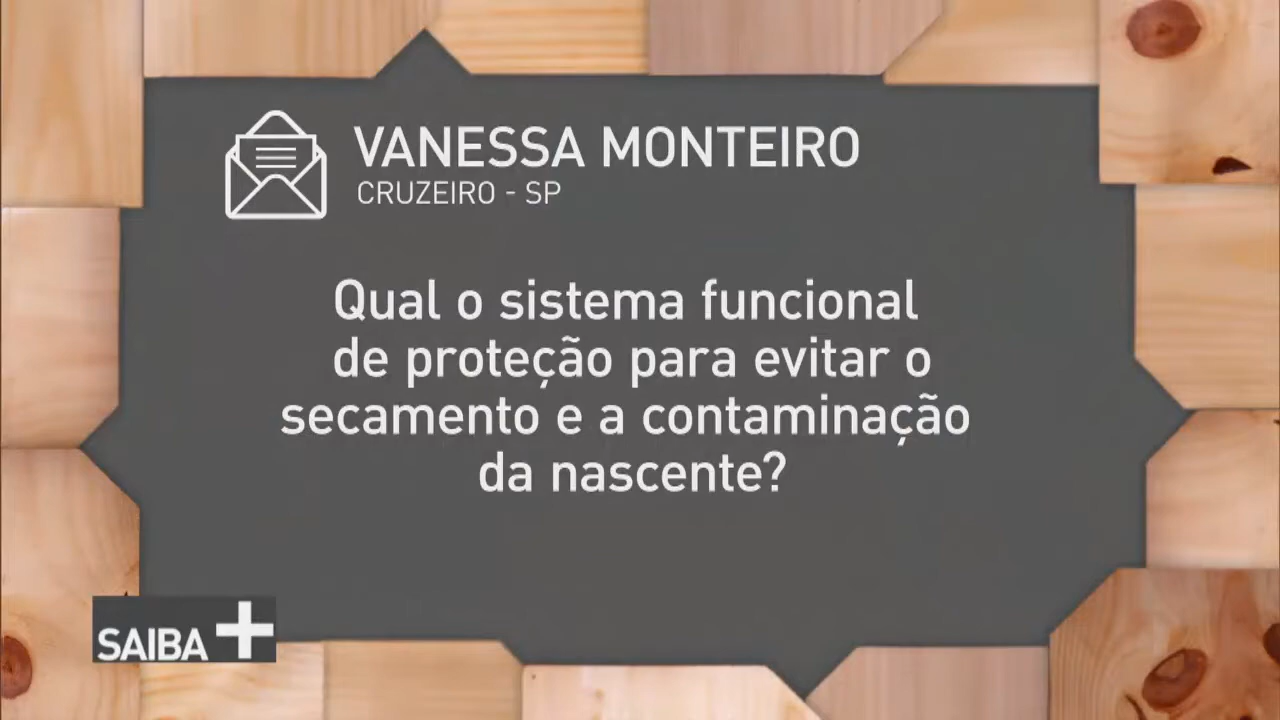 VANESSA MONTEIRO
CRUZEIRO - SP
Qual o sistema funcional
de proteção para evitar o
secamento e a contaminação
da nascente?
SAIBA +